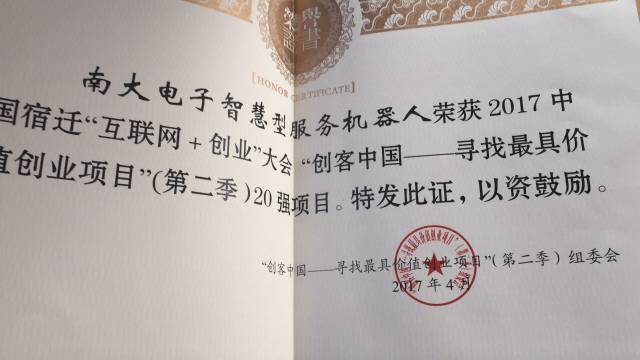 榮譽證書
[HONOR CERTIFICATE]
南大电子智慧型服务机器人荣获2017中
国宿迁“互联网+创业”大会“创客中国——寻找最具价
值创业项目”(第二季)20强项目。特发此证，以资鼓励。
“创客中国——寻找最具价值创业项目”(第二季)组委会
2017年4月